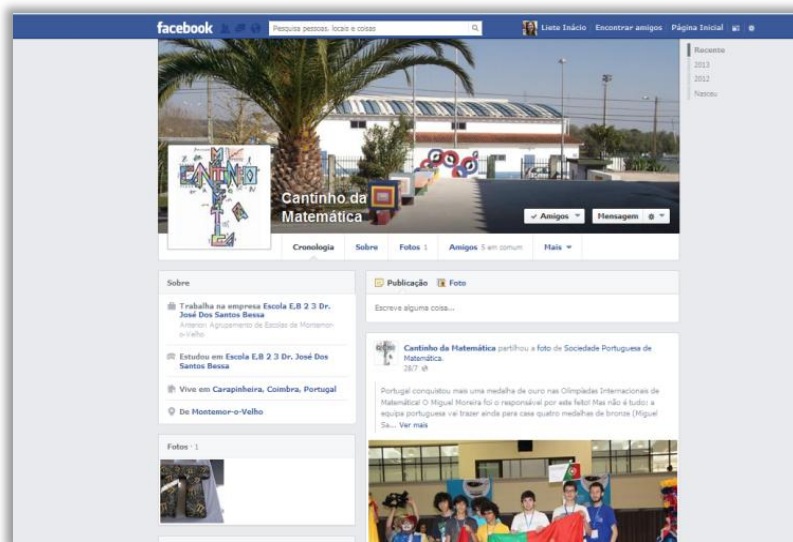 facebook
Pesquisa pessoas, locais e coisas
Liete Inácio Encontrar amigos Página Inicial
Recente
2013
2012
Nasceu
CANTINHO
Cantinho da
Matemática
Amigos
Mensagem
Cronologia Sobre Fotos 1 Amigos 5 em comum Mais
Sobre
Trabalha na empresa Escola E,B 2 3 Dr.
José Dos Santos Bessa
Anterior: Agrupamento de Escolas de Montemor-
o-Velho
Estudou em Escola E,B 2 3 Dr. José Dos
Santos Bessa
Vive em Carapinheira, Coimbra, Portugal
De Montemor-o-Velho
Fotos · 1
Publicação Foto
Escreve alguma coisa...
Cantinho da Matemática partilhou a foto de Sociedade Portuguesa de
Matemática.
28/7
Portugal conquistou mais uma medalha de ouro nas Olimpíadas Internacionais de
Matemática! O Miguel Moreira foi o responsável por este feito! Mas não é tudo: a
equipa portuguesa vai trazer ainda para casa quatro medalhas de bronze (Miguel
Sa... Ver mais